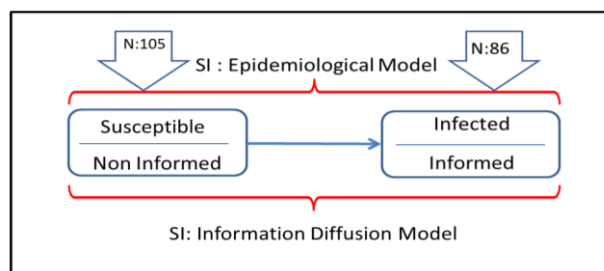 N:105
N:86
SI : Epidemiological Model
Susceptible
Infected
Non Informed
Informed
SI: Information Diffusion Model